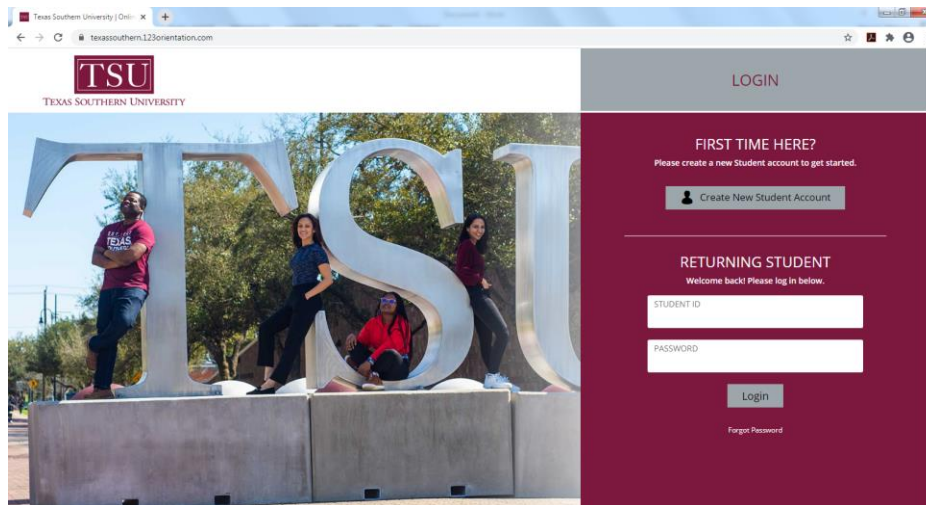 Texas Southern University | Onlin
texassouthern.123orientation.com
TSU
TEXAS SOUTHERN UNIVERSITY
LOGIN
TSU
TEXAS
FIRST TIME HERE?
Please create a new Student account to get started.
Create New Student Account
RETURNING STUDENT
Welcome back! Please log in below.
STUDENT ID
PASSWORD
Login
Forgot Password